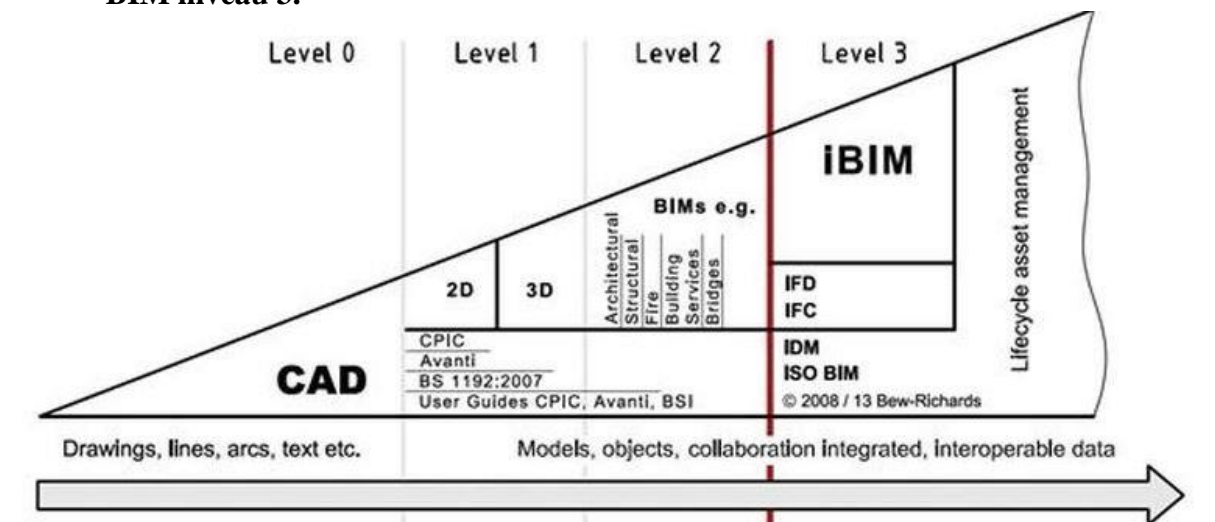 BIM niveau 3.
Level 0
Level 1
Level 2
Level 3
iBIM
BIMs e.g.
2D
3D
Architectural
Structural
Fire
Building
Services
Bridges
IFD
IFC
Lifecycle asset management
CAD
CPIC
Avanti
BS 1192:2007
User Guides CPIC, Avanti, BSI
IDM
ISO BIM
© 2008 / 13 Bew-Richards
Drawings, lines, arcs, text etc.
Models, objects, collaboration integrated, interoperable data